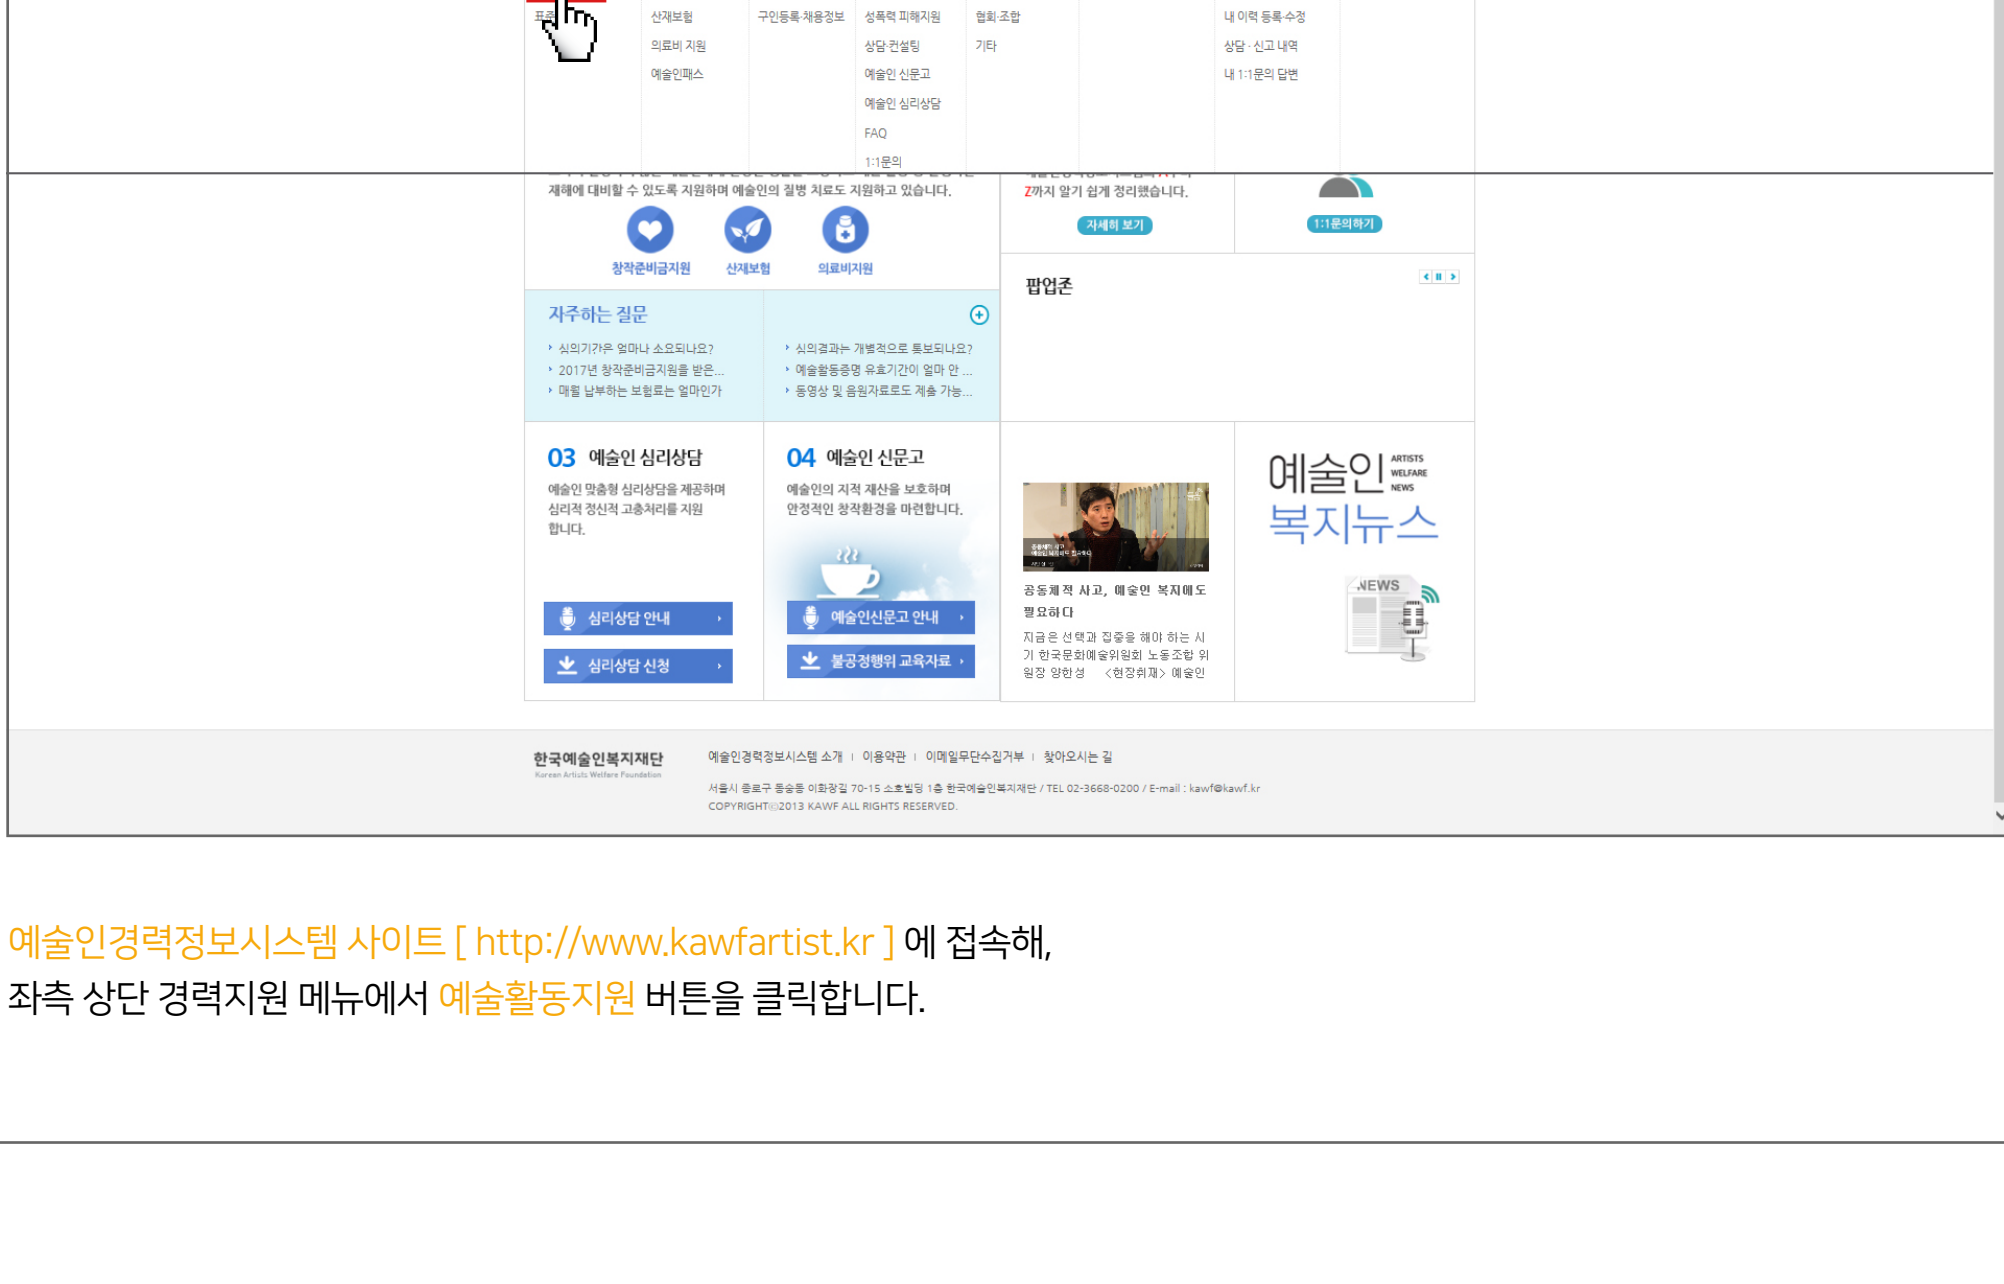 산재보험 구인등록·채용정보 성폭력 피해지원 협회·조합 내 이력 등록·수정
의료비 지원 상담·컨설팅 기타 상담 · 신고 내역
예술인패스 예술인 신문고 내 1:1문의 답변
예술인 심리상담
FAQ
1:1문의
재해에 대비할 수 있도록 지원하며 예술인의 질병 치료도 지원하고 있습니다.
창작준비금지원 산재보험 의료비지원
Z까지 알기 쉽게 정리했습니다.
자세히 보기
1:1문의하기
자주하는 질문
심의기간은 얼마나 소요되나요?
2017년 창작준비금지원을 받은...
매월 납부하는 보험료는 얼마인가
심의결과는 개별적으로 통보되나요?
예술활동증명 유효기간이 얼마 안 ...
동영상 및 음원자료로도 제출 가능...
팝업존
03 예술인 심리상담
예술인 맞춤형 심리상담을 제공하며
심리적 정신적 고충처리를 지원
합니다.
심리상담 안내
심리상담 신청
04 예술인 신문고
예술인의 지적 재산을 보호하며
안정적인 창작환경을 마련합니다.
예술인신문고 안내
불공정행위 교육자료
공동체적 사고, 예술인 복지에도
필요하다
지금은 선택과 집중을 해야 하는 시
기 한국문화예술위원회 노동조합 위
원장 양한성 <현장취재> 예술인
예술인 ARTISTS
WELFARE
NEWS
복지뉴스
NEWS
한국예술인복지재단
Korean Artists Welfare Foundation
예술인경력정보시스템 소개 | 이용약관 | 이메일무단수집거부 | 찾아오시는 길
서울시 종로구 동숭동 이화장길 70-15 소호빌딩 1층 한국예술인복지재단 / TEL 02-3668-0200 / E-mail : kawf@kawf.kr
COPYRIGHTⓒ2013 KAWF ALL RIGHTS RESERVED.
예술인경력정보시스템 사이트 [ http://www.kawfartist.kr ] 에 접속해,
좌측 상단 경력지원 메뉴에서 예술활동지원 버튼을 클릭합니다.